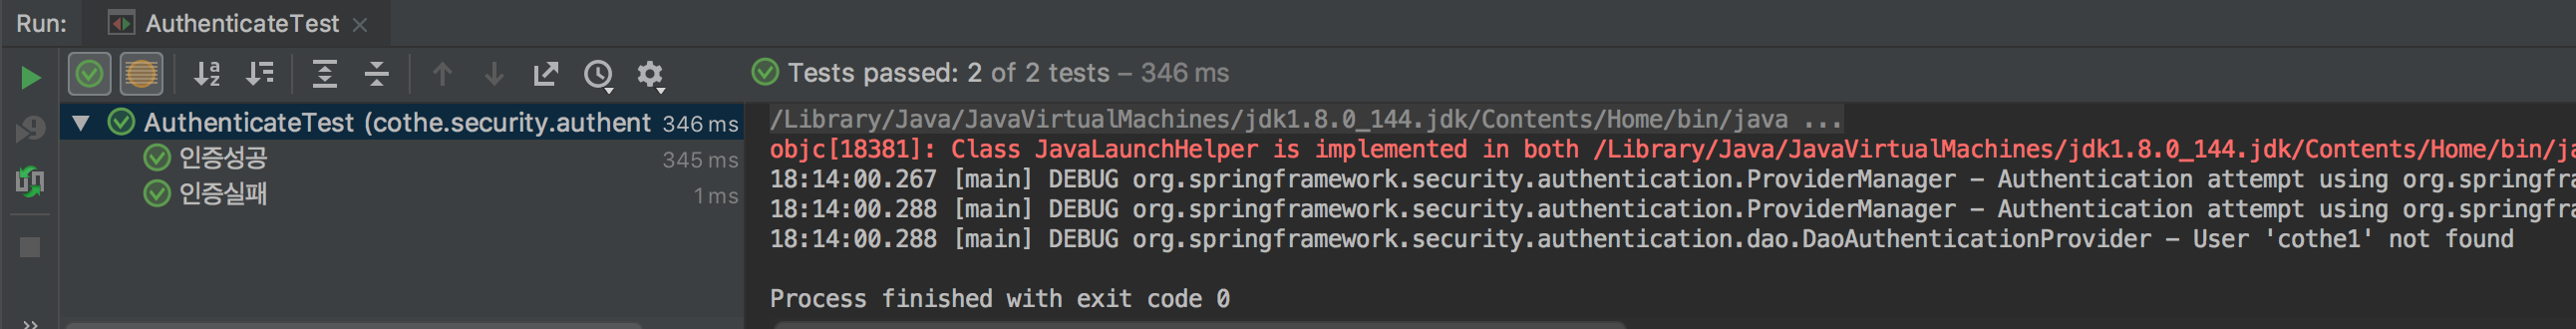 Run: AuthenticateTest
Tests passed: 2 of 2 tests – 346 ms
AuthenticateTest (cothe.security.authent 346 ms
인증성공 345 ms
인증실패 1 ms
/Library/Java/JavaVirtualMachines/jdk1.8.0_144.jdk/Contents/Home/bin/java ...
objc[18381]: Class JavaLaunchHelper is implemented in both /Library/Java/JavaVirtualMachines/jdk1.8.0_144.jdk/Contents/Home/bin/ja
18:14:00.267 [main] DEBUG org.springframework.security.authentication.ProviderManager - Authentication attempt using org.springfra
18:14:00.288 [main] DEBUG org.springframework.security.authentication.ProviderManager - Authentication attempt using org.springfra
18:14:00.288 [main] DEBUG org.springframework.security.authentication.dao.DaoAuthenticationProvider - User 'cothe1' not found
Process finished with exit code 0